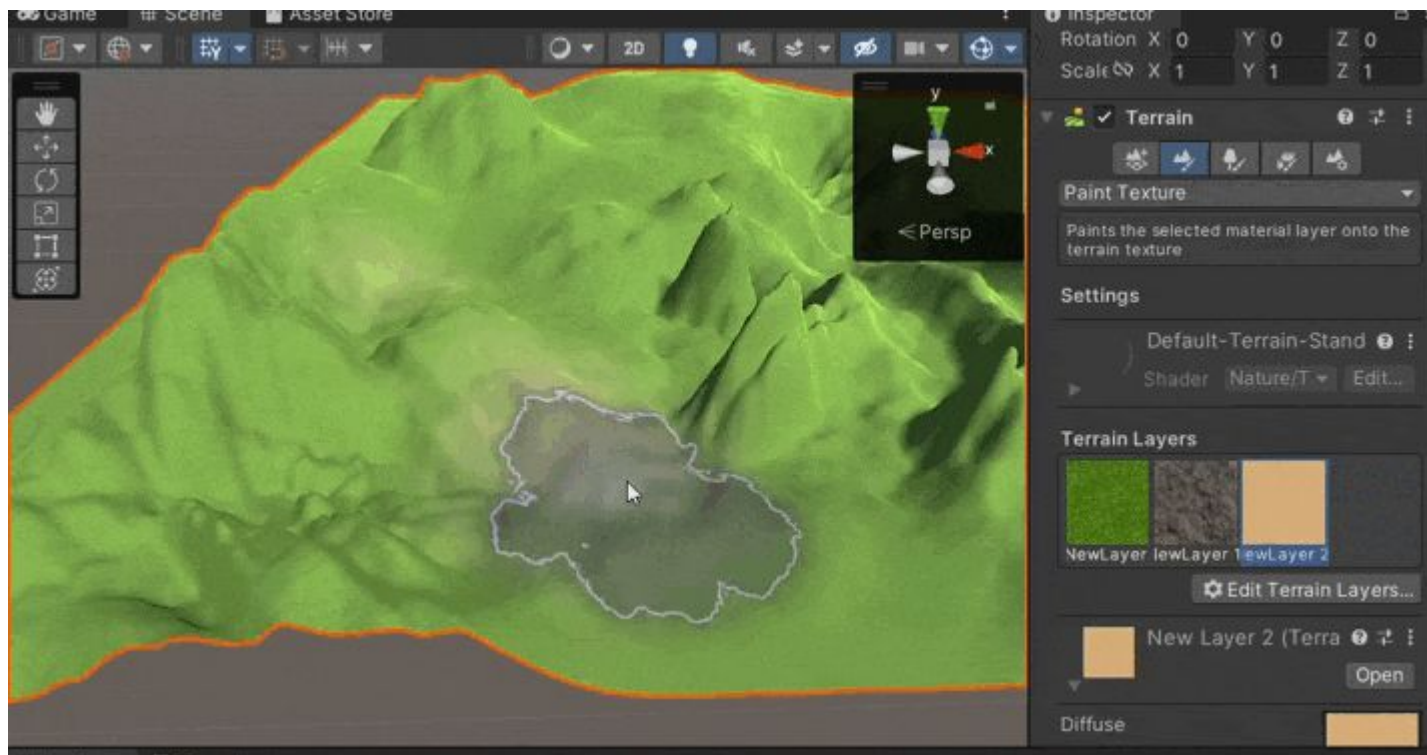 Game Scene Asset Store
Inspector
2D
Rotation X 0 Y 0 Z 0
Scale X 1 Y 1 Z 1
y
x
Persp
Terrain
Paint Texture
Paints the selected material layer onto the
terrain texture
Settings
Default-Terrain-Stand
Shader Nature/T Edit...
Terrain Layers
NewLayer lewLayer 1 ewLayer 2
Edit Terrain Layers...
New Layer 2 (Terra
Open
Diffuse